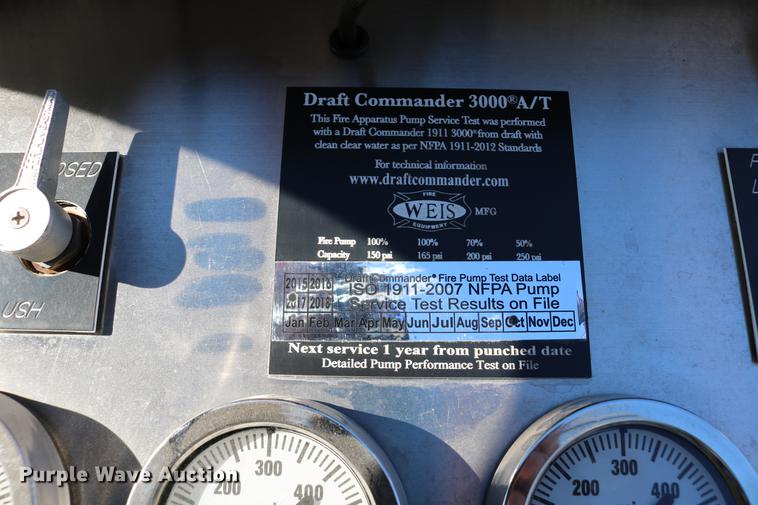 Draft Commander 3000®A/T
This Fire Apparatus Pump Service Test was performed
with a Draft Commander 1911 3000® from draft with
clean clear water as per NFPA 1911-2012 Standards
For technical information
www.draftcommander.com
FIRE
WEIS MFG
EQUIPMENT
Fire Pump 100% 100% 70% 50%
Capacity 150 psi 165 psi 200 psi 250 psi
DraftCommander® Fire Pump Test Data Label
2015 2016 ISO 1911-2007 NFPA Pump
2017 2018 Service Test Results on File
Jan Feb Mar Apr May Jun Jul Aug Sep Oct Nov Dec
Next service 1 year from punched date
Detailed Pump Performance Test on File
OSED
USH
F
L
200 300 400
200 300 400
Purple Wave Auction